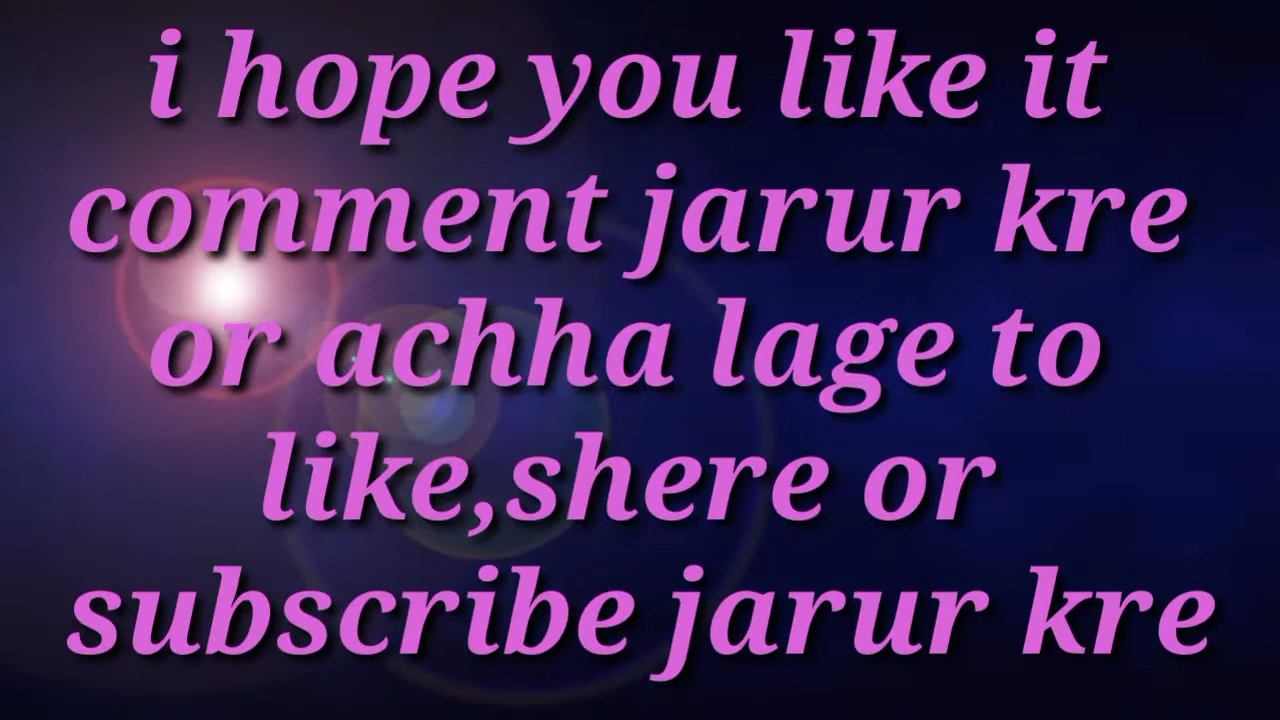 i hope you like it
comment jarur kre
or achha lage to
like,shere or
subscribe jarur kre